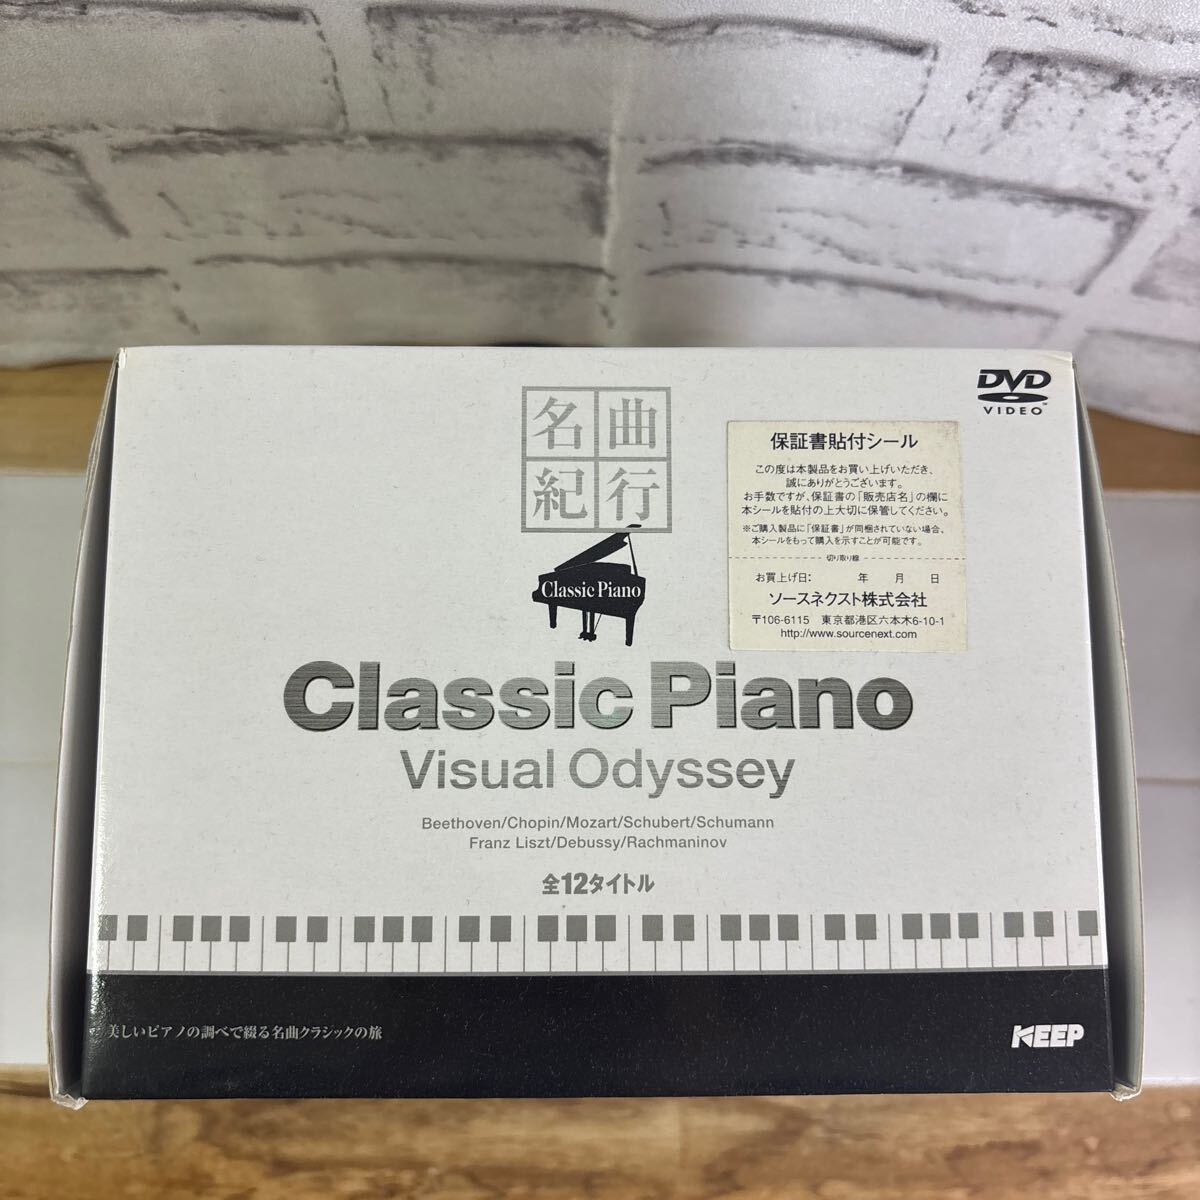 名曲
紀行
Classic Piano
Classic Piano
Visual Odyssey
Beethoven/Chopin/Mozart/Schubert/Schumann
Franz Liszt/Debussy/Rachmaninov
全12タイトル
DVD
VIDEO
保証書貼付シール
この度は本製品をお買い上げいただき、
誠にありがとうございます。
お手数ですが、保証書の「販売店名」の欄に
本シールを貼付の上大切に保管してください。
※ご購入製品に「保証書」が同梱されていない場合、
本シールをもって購入を示すことが可能です。
切り取り線
お買上げ日: 年 月 日
ソースネクスト株式会社
〒106-6115 東京都港区六本木6-10-1
http://www.sourcenext.com
美しいピアノの調べで綴る名曲クラシックの旅
KEEP